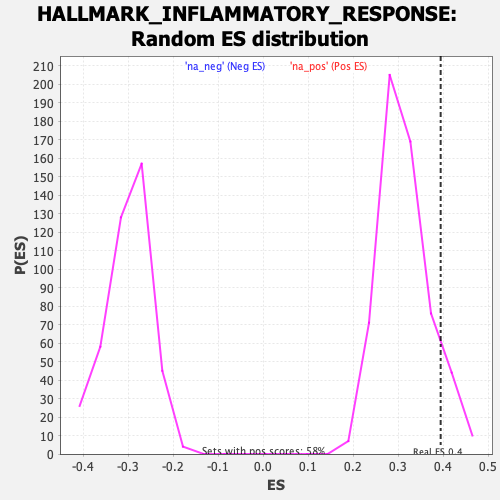 HALLMARK_INFLAMMATORY_RESPONSE:
Random ES distribution
'na_neg' (Neg ES) 'na_pos' (Pos ES)
210
200
190
180
170
160
150
140
130
120
110
100
90
80
70
60
50
40
30
20
10
0
P(ES)
Sets with pos scores: 58%
Real ES 0.4
-0.4 -0.3 -0.2 -0.1 0.0 0.1 0.2 0.3 0.4 0.5
ES